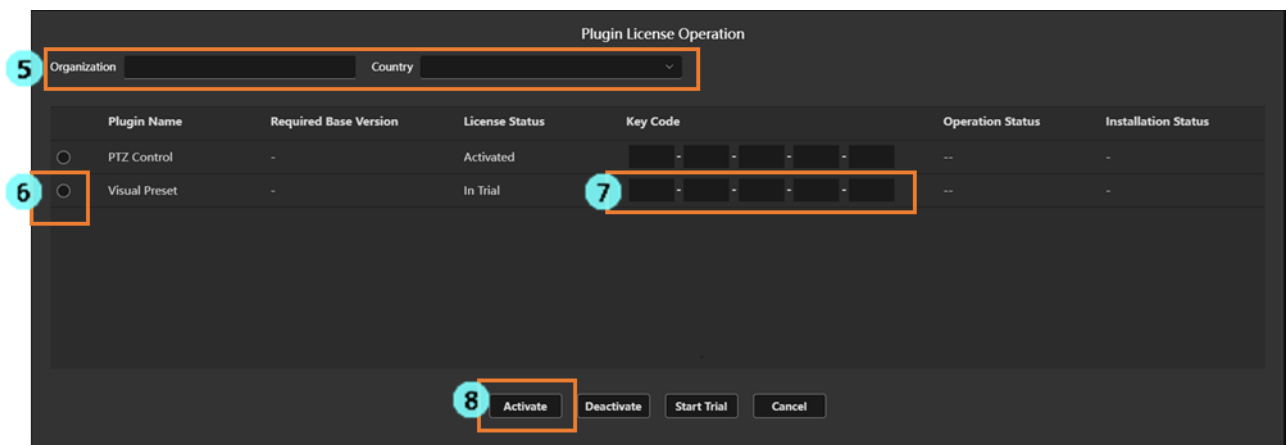 Plugin License Operation
5 Organization Country
Plugin Name Required Base Version License Status Key Code Operation Status Installation Status
PTZ Control - Activated - - - - -- -
6 Visual Preset - In Trial 7 - - - - -- -
8 Activate Deactivate Start Trial Cancel